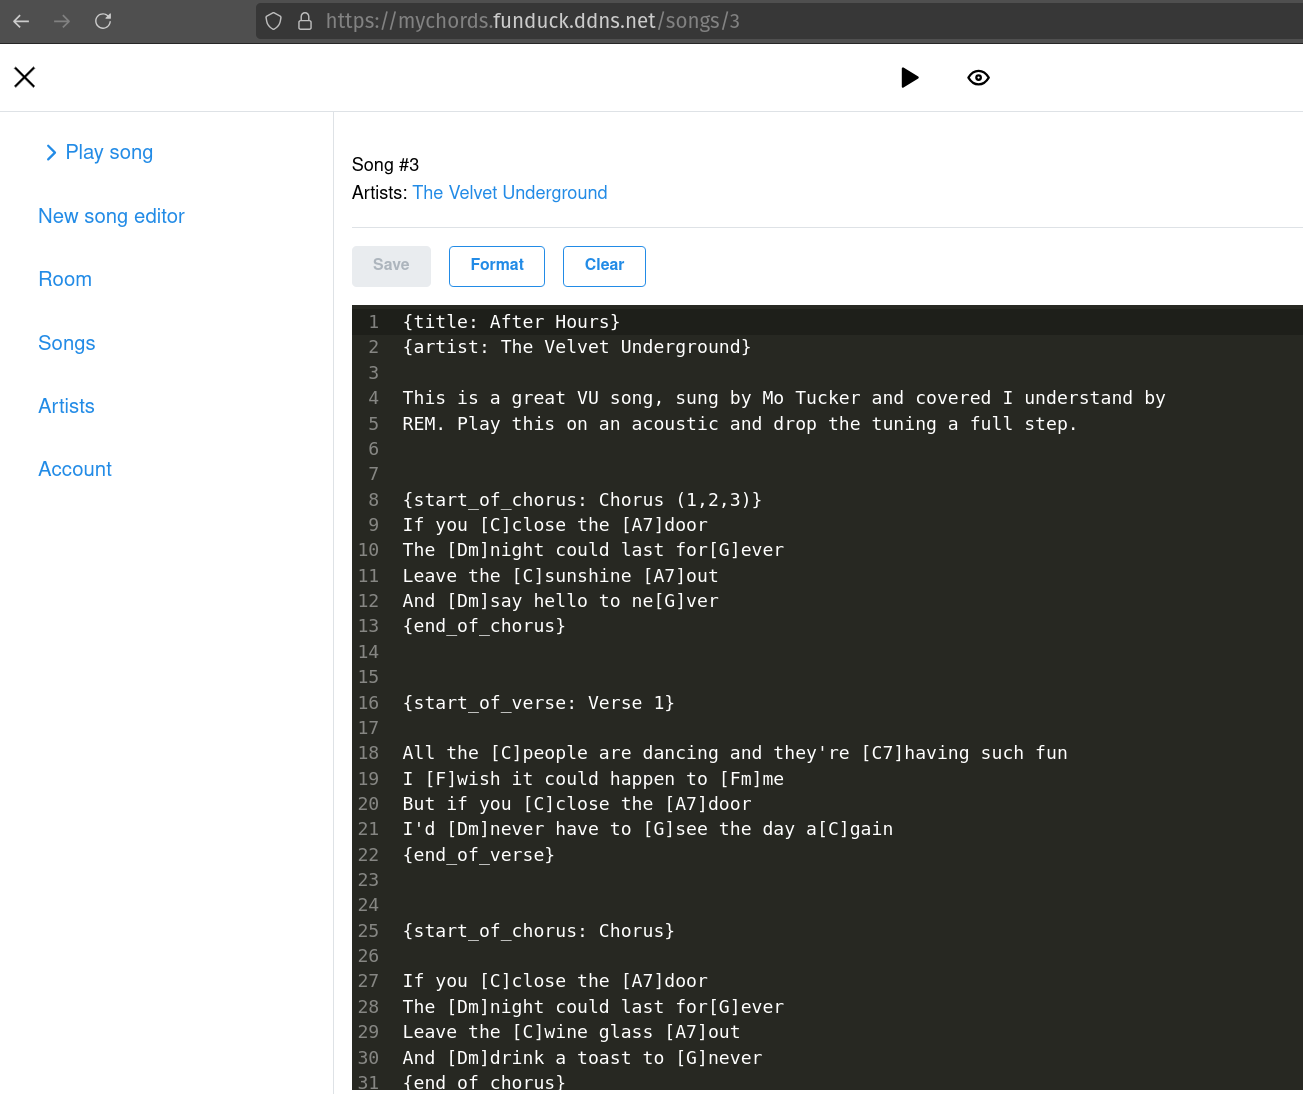 https://mychords.funduck.ddns.net/songs/3
Play song
New song editor
Room
Songs
Artists
Account
Song #3
Artists: The Velvet Underground
Save Format Clear
1 {title: After Hours}
2 {artist: The Velvet Underground}
3
4 This is a great VU song, sung by Mo Tucker and covered I understand by
5 REM. Play this on an acoustic and drop the tuning a full step.
6
7
8 {start_of_chorus: Chorus (1,2,3)}
9 If you [C]close the [A7]door
10 The [Dm]night could last for[G]ever
11 Leave the [C]sunshine [A7]out
12 And [Dm]say hello to ne[G]ver
13 {end_of_chorus}
14
15
16 {start_of_verse: Verse 1}
17
18 All the [C]people are dancing and they're [C7]having such fun
19 I [F]wish it could happen to [Fm]me
20 But if you [C]close the [A7]door
21 I'd [Dm]never have to [G]see the day a[C]gain
22 {end_of_verse}
23
24
25 {start_of_chorus: Chorus}
26
27 If you [C]close the [A7]door
28 The [Dm]night could last for[G]ever
29 Leave the [C]wine glass [A7]out
30 And [Dm]drink a toast to [G]never
31 {end_of_chorus}